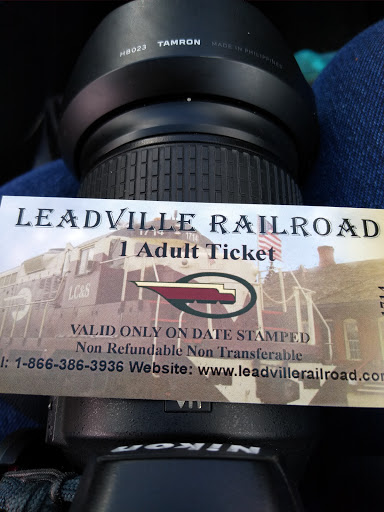 HB023 TAMRON MADE IN PHILIPPINES
LEADVILLE RAILROAD
1 Adult Ticket
LC&S
VALID ONLY ON DATE STAMPED
Non Refundable Non Transferable
l: 1-866-386-3936 Website: www.leadvillerailroad.co
NIKON